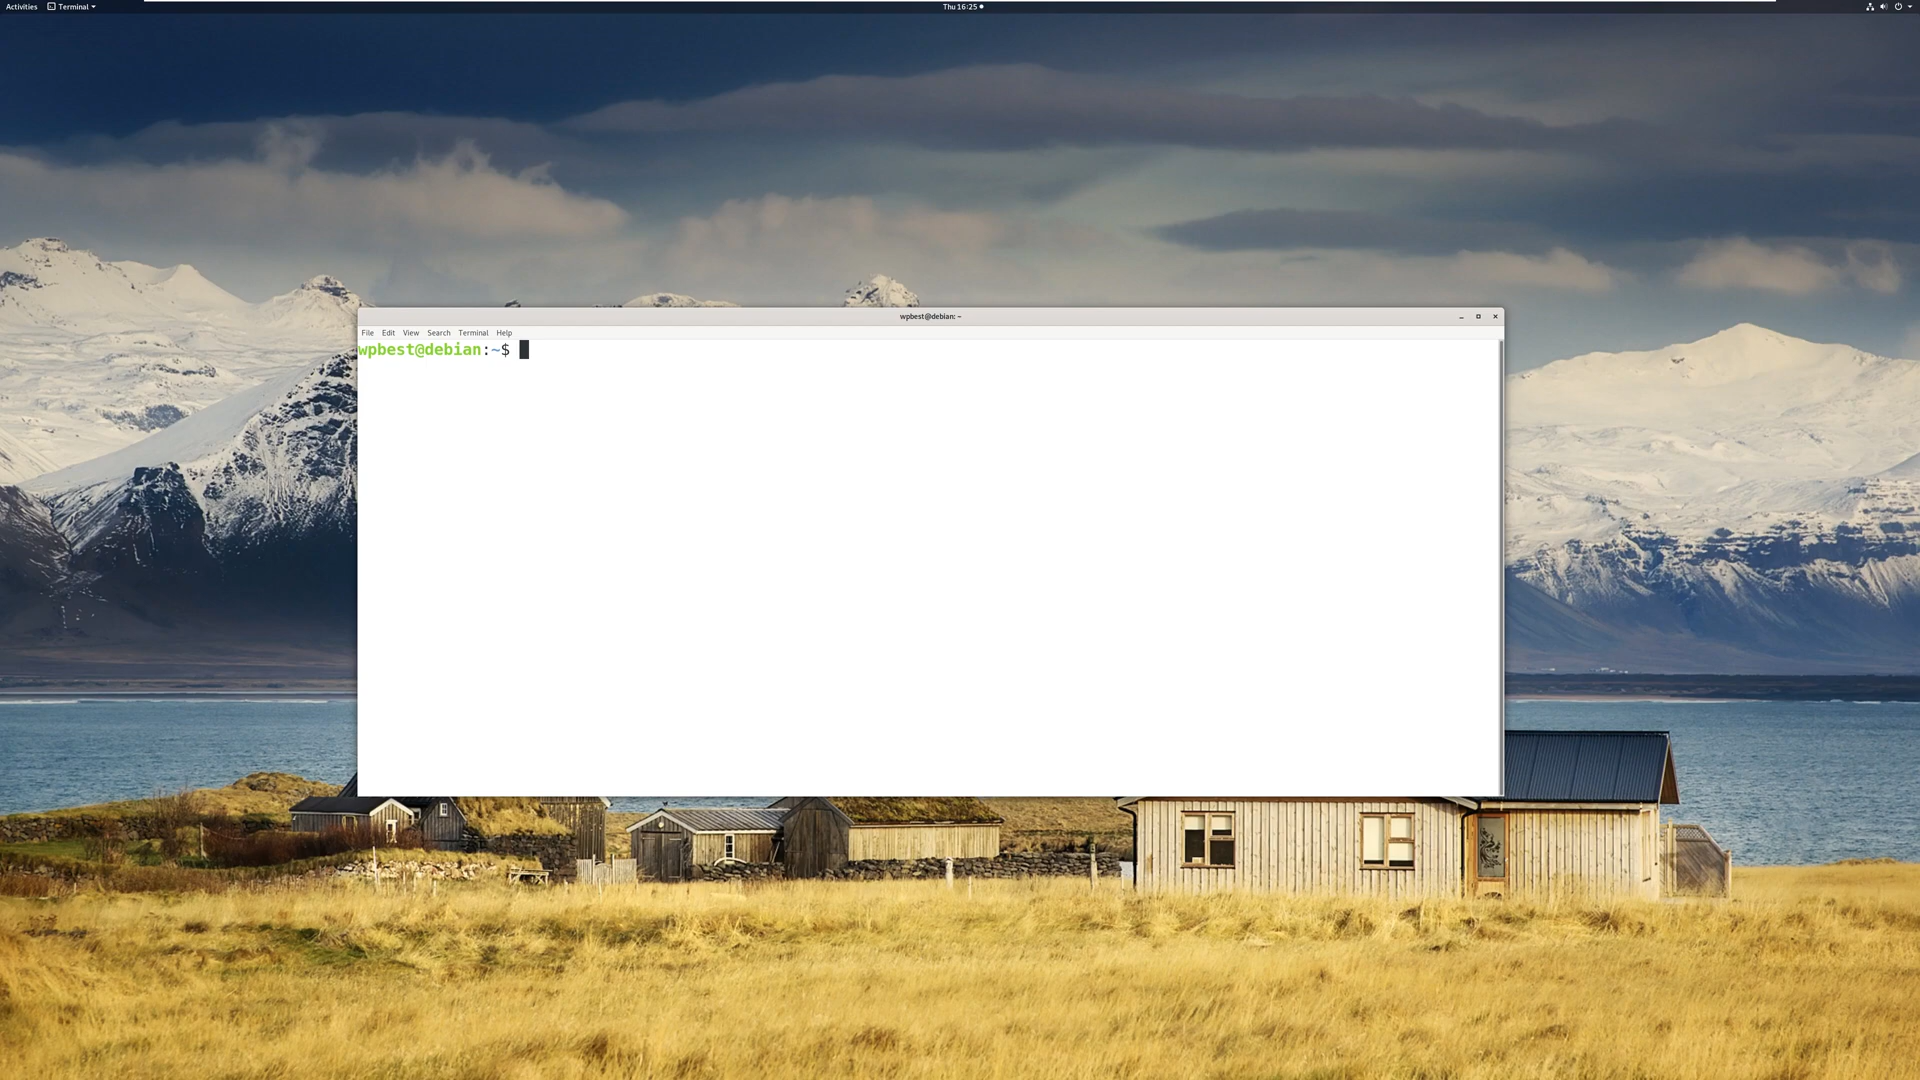 Activities Terminal Thu 16:25
wpbest@debian: ~
File Edit View Search Terminal Help
wpbest@debian:~$